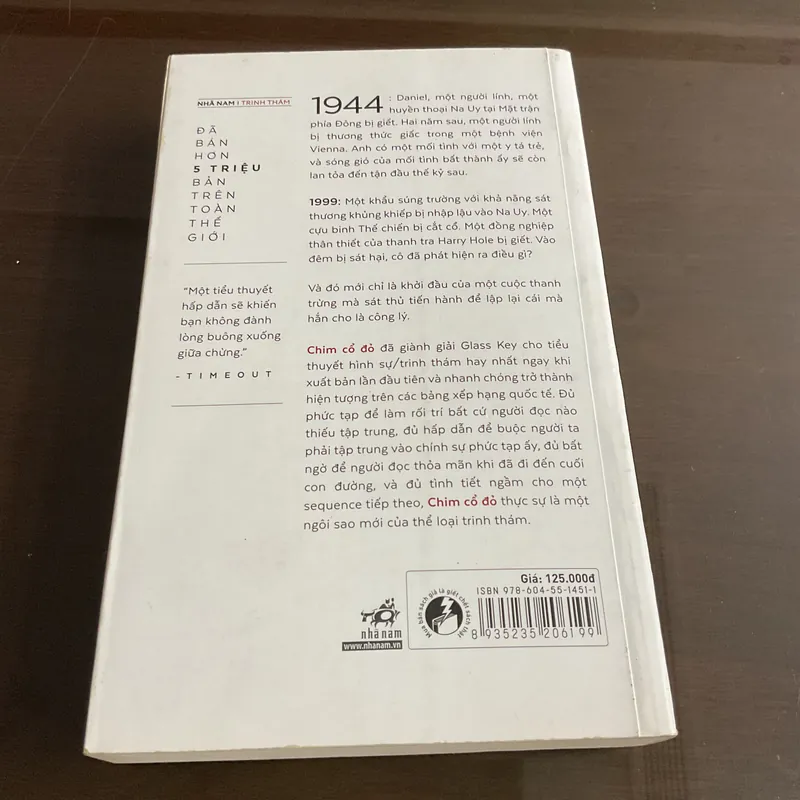 NHÃ NAM | TRINH THÁM
ĐÃ
BÁN
HƠN
5 TRIỆU
BẢN
TRÊN
TOÀN
THẾ
GIỚI
"Một tiểu thuyết
hấp dẫn sẽ khiến
bạn không đành
lòng buông xuống
giữa chừng."
- TIMEOUT
1944 : Daniel, một người lính, một
huyền thoại Na Uy tại Mặt trận
phía Đông bị giết. Hai năm sau, một người lính
bị thương thức giấc trong một bệnh viện
Vienna. Anh có một mối tình với một y tá trẻ,
và sóng gió của mối tình bất thành ấy sẽ còn
lan tỏa đến tận đầu thế kỷ sau.
1999: Một khẩu súng trường với khả năng sát
thương khủng khiếp bị nhập lậu vào Na Uy. Một
cựu binh Thế chiến bị cắt cổ. Một đồng nghiệp
thân thiết của thanh tra Harry Hole bị giết. Vào
đêm bị sát hại, cô đã phát hiện ra điều gì?
Và đó mới chỉ là khởi đầu của một cuộc thanh
trừng mà sát thủ tiến hành để lập lại cái mà
hắn cho là công lý.
Chim cổ đỏ đã giành giải Glass Key cho tiểu
thuyết hình sự/trinh thám hay nhất ngay khi
xuất bản lần đầu tiên và nhanh chóng trở thành
hiện tượng trên các bảng xếp hạng quốc tế. Đủ
phức tạp để làm rối trí bất cứ người đọc nào
thiếu tập trung, đủ hấp dẫn để buộc người ta
phải tập trung vào chính sự phức tạp ấy, đủ bất
ngờ để người đọc thỏa mãn khi đã đi đến cuối
con đường, và đủ tình tiết ngầm cho một
sequence tiếp theo, Chim cổ đỏ thực sự là một
ngôi sao mới của thể loại trinh thám.
nhã nam
www.nhanam.vn
Mua bán sách giả là giết chết sách thật
Giá: 125.000đ
ISBN 978-604-55-1451-1
8 935235 206199